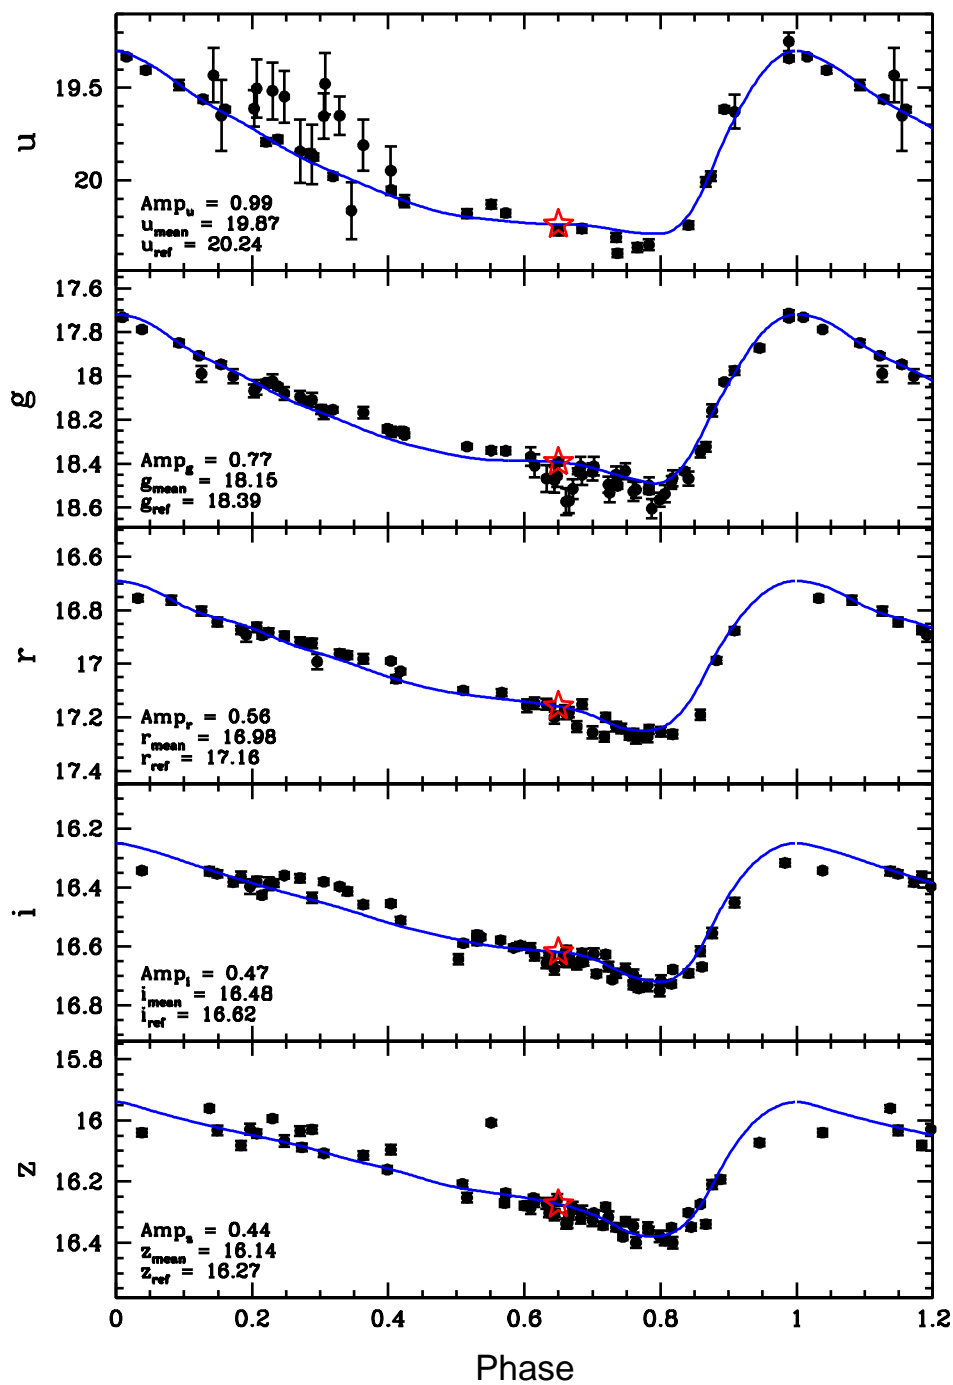 u
19.5
20
Amp_u = 0.99
u_mean = 19.87
u_ref = 20.24
g
17.6
17.8
18
18.2
18.4
18.6
Amp_g = 0.77
g_mean = 18.15
g_ref = 18.39
r
16.6
16.8
17
17.2
17.4
Amp_r = 0.56
r_mean = 16.98
r_ref = 17.16
i
16.2
16.4
16.6
16.8
Amp_i = 0.47
i_mean = 16.48
i_ref = 16.62
z
15.8
16
16.2
16.4
Amp_z = 0.44
z_mean = 16.14
z_ref = 16.27
0 0.2 0.4 0.6 0.8 1 1.2
Phase